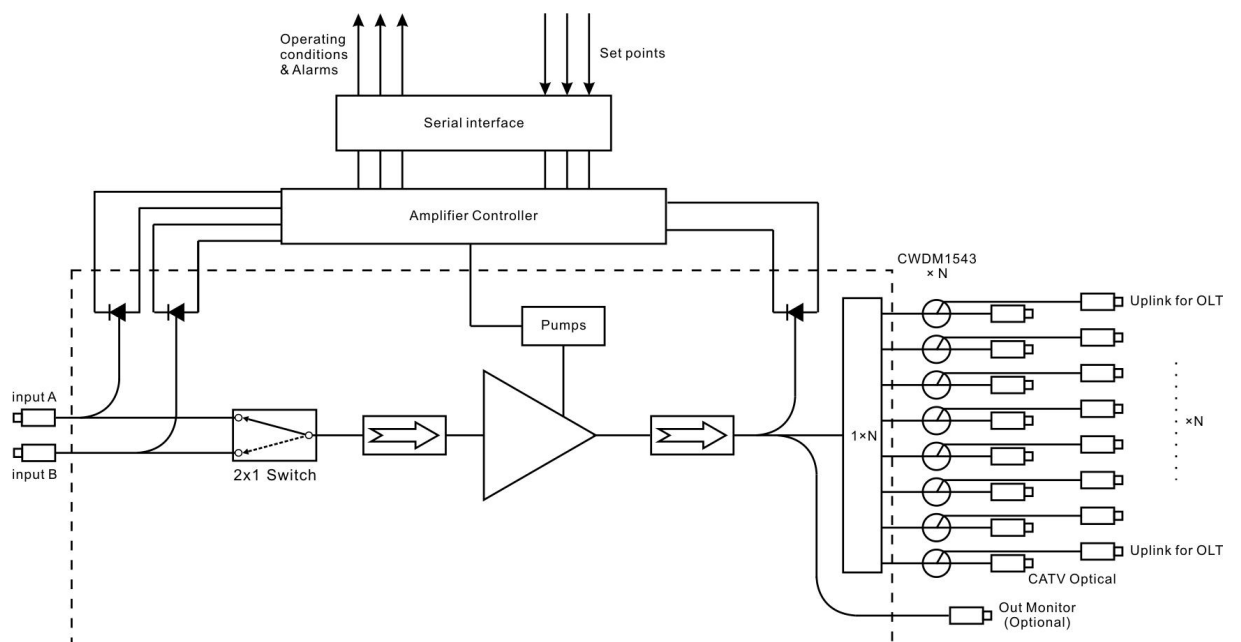 Operating
conditions
& Alarms
Set points
Serial interface
Amplifier Controller
CWDM1543
× N
Uplink for OLT
Pumps
input A
×N
1×N
input B
2x1 Switch
Uplink for OLT
CATV Optical
Out Monitor
(Optional)